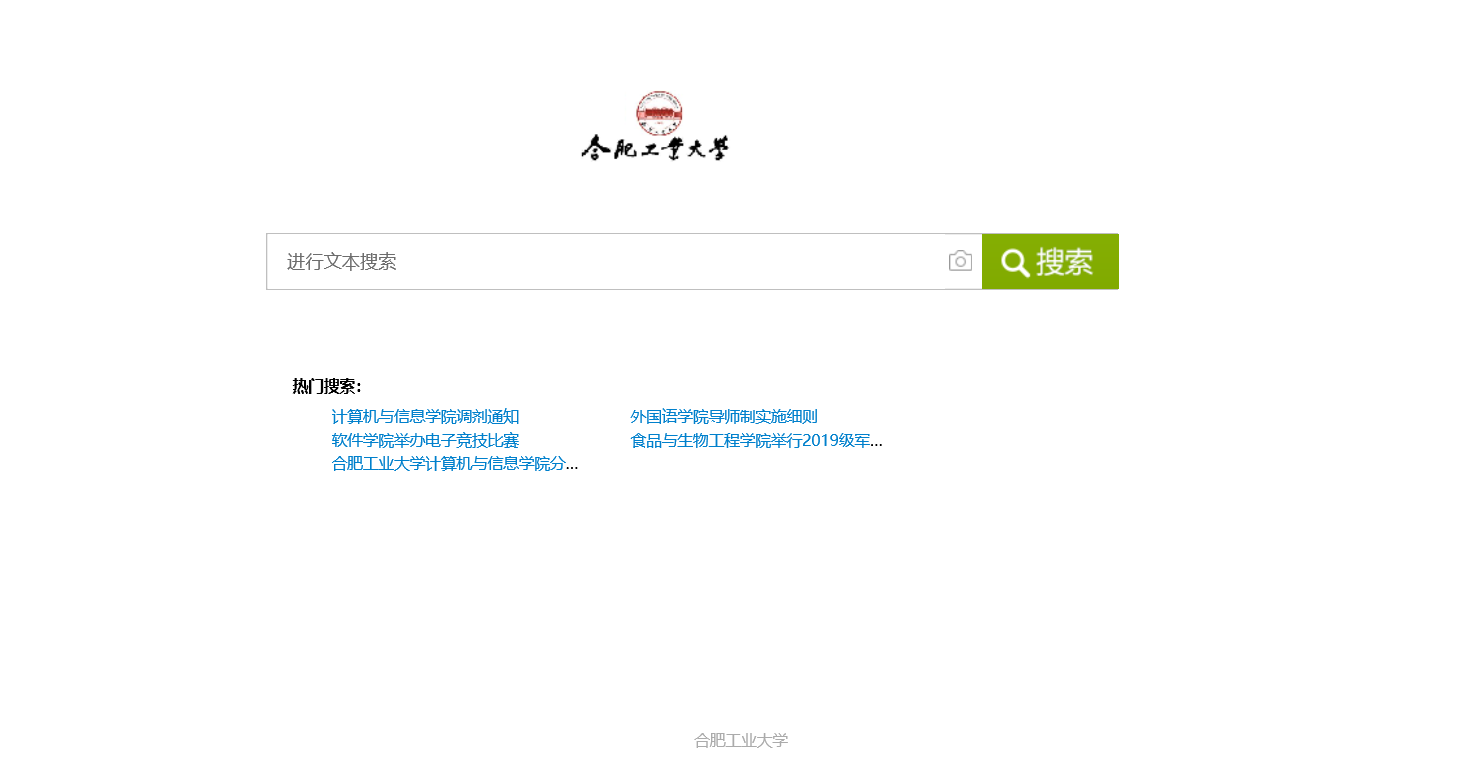 合肥工业大學
进行文本搜索
搜索
热门搜索：
计算机与信息学院调剂通知
外国语学院导师制实施细则
软件学院举办电子竞技比赛
食品与生物工程学院举行2019级军...
合肥工业大学计算机与信息学院分...
合肥工业大学